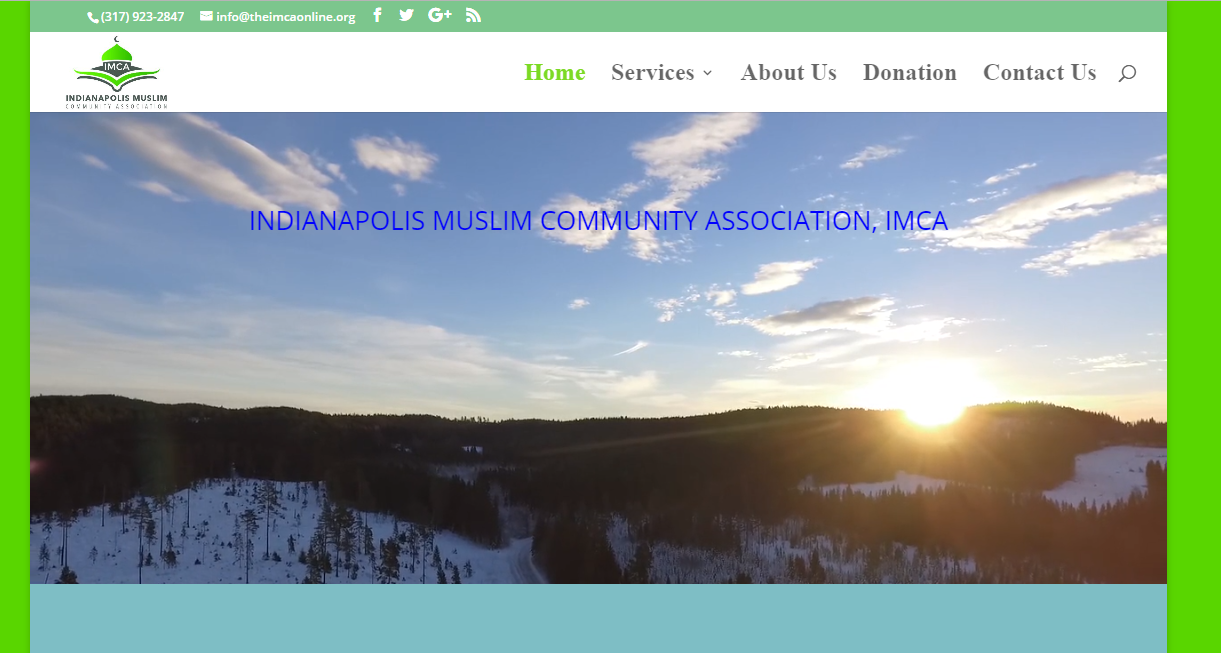 (317) 923-2847 info@theimcaonline.org
IMCA
INDIANAPOLIS MUSLIM
COMMUNITY ASSOCIATION
Home Services About Us Donation Contact Us
INDIANAPOLIS MUSLIM COMMUNITY ASSOCIATION, IMCA